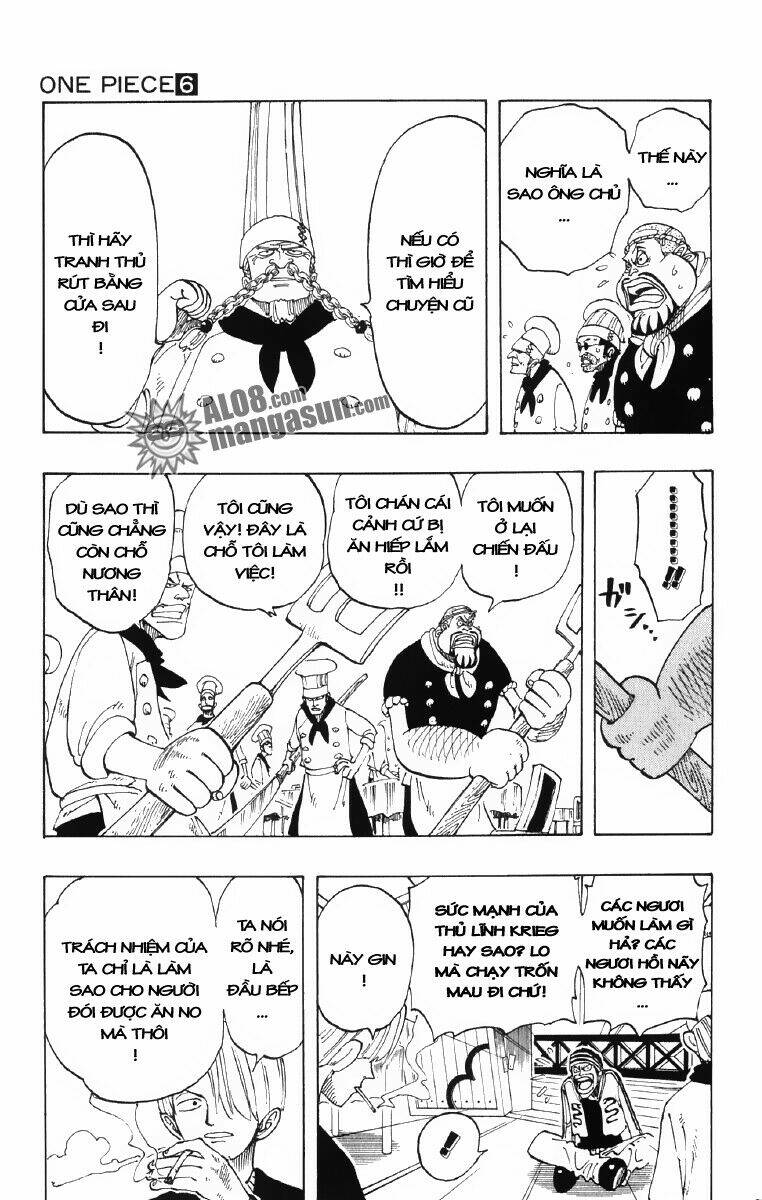 ONE PIECE 6
THẾ NÀY
...
NGHĨA LÀ
SAO ÔNG CHỦ
...
NẾU CÓ
THÌ GIỜ ĐỂ
TÌM HIỂU
CHUYỆN CŨ
THÌ HÃY
TRANH THỦ
RÚT BẰNG
CỬA SAU
ĐI
!
AL08.com
mangasun.com
..........!!
ガシ...
TÔI MUỐN
Ở LẠI
CHIẾN ĐẤU
!
TÔI CHÁN CÁI
CẢNH CỨ BỊ
ĂN HIẾP LẮM
RỒI
!!
TÔI CŨNG
VẬY! ĐÂY LÀ
CHỖ TÔI LÀM
VIỆC!
DÙ SAO THÌ
CŨNG CHẲNG
CÒN CHỖ
NƯƠNG
THÂN!
CÁC NGƯƠI
MUỐN LÀM GÌ
HẢ? CÁC
NGƯƠI HỒI NÃY
KHÔNG THẤY
...
SỨC MẠNH CỦA
THỦ LĨNH KRIEG
HAY SAO? LO
MÀ CHẠY TRỐN
MAU ĐI CHỨ!
NÀY GIN
!
!!
TA NÓI
RÕ NHÉ,
LÀ
ĐẦU BẾP
...
TRÁCH NHIỆM CỦA
TA CHỈ LÀ LÀM
SAO CHO NGƯỜI
ĐÓI ĐƯỢC ĂN NO
MÀ THÔI
!